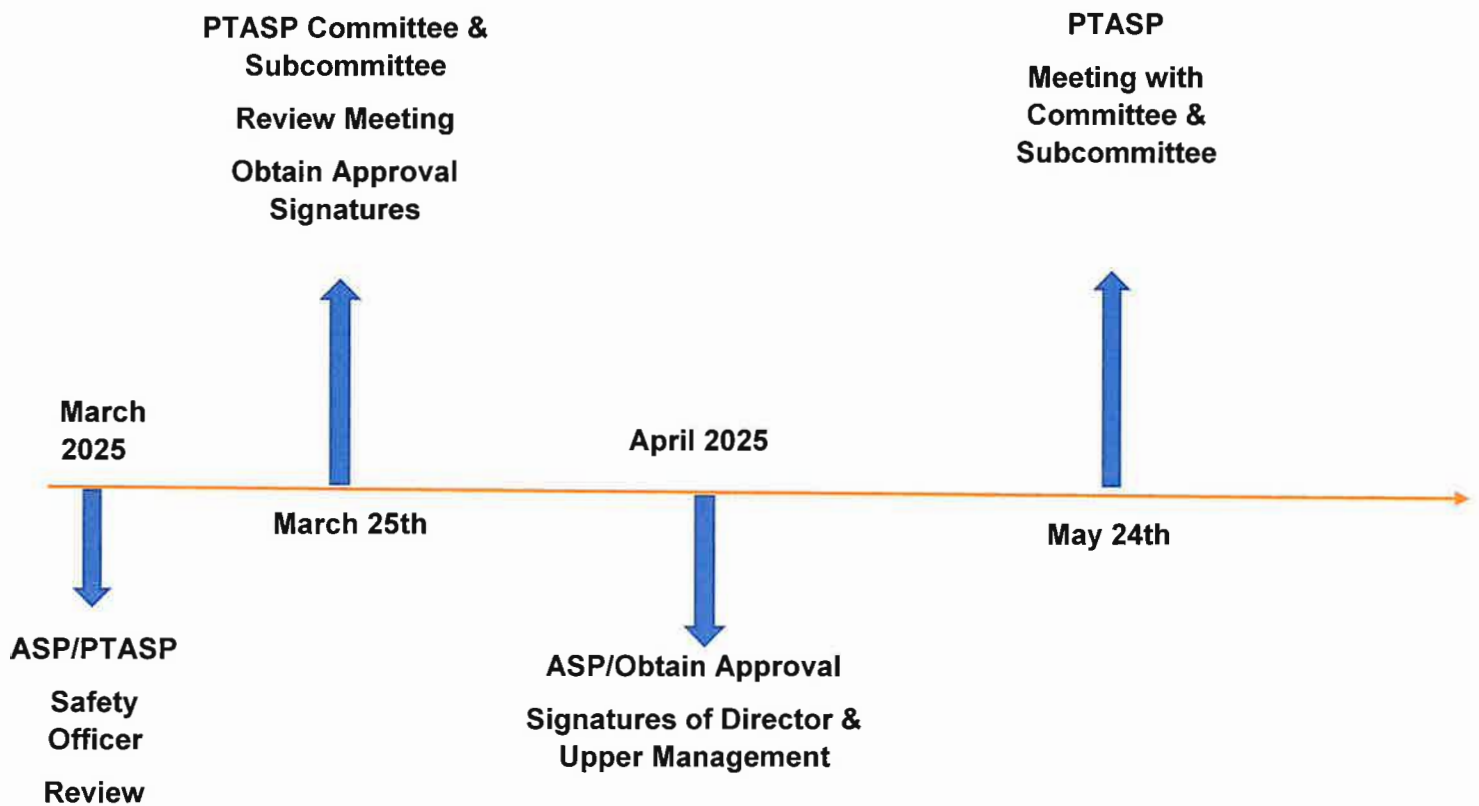 PTASP Committee &
Subcommittee
Review Meeting
Obtain Approval
Signatures
PTASP
Meeting with
Committee &
Subcommittee
March
2025
April 2025
March 25th
May 24th
ASP/PTASP
Safety
Officer
Review
ASP/Obtain Approval
Signatures of Director &
Upper Management